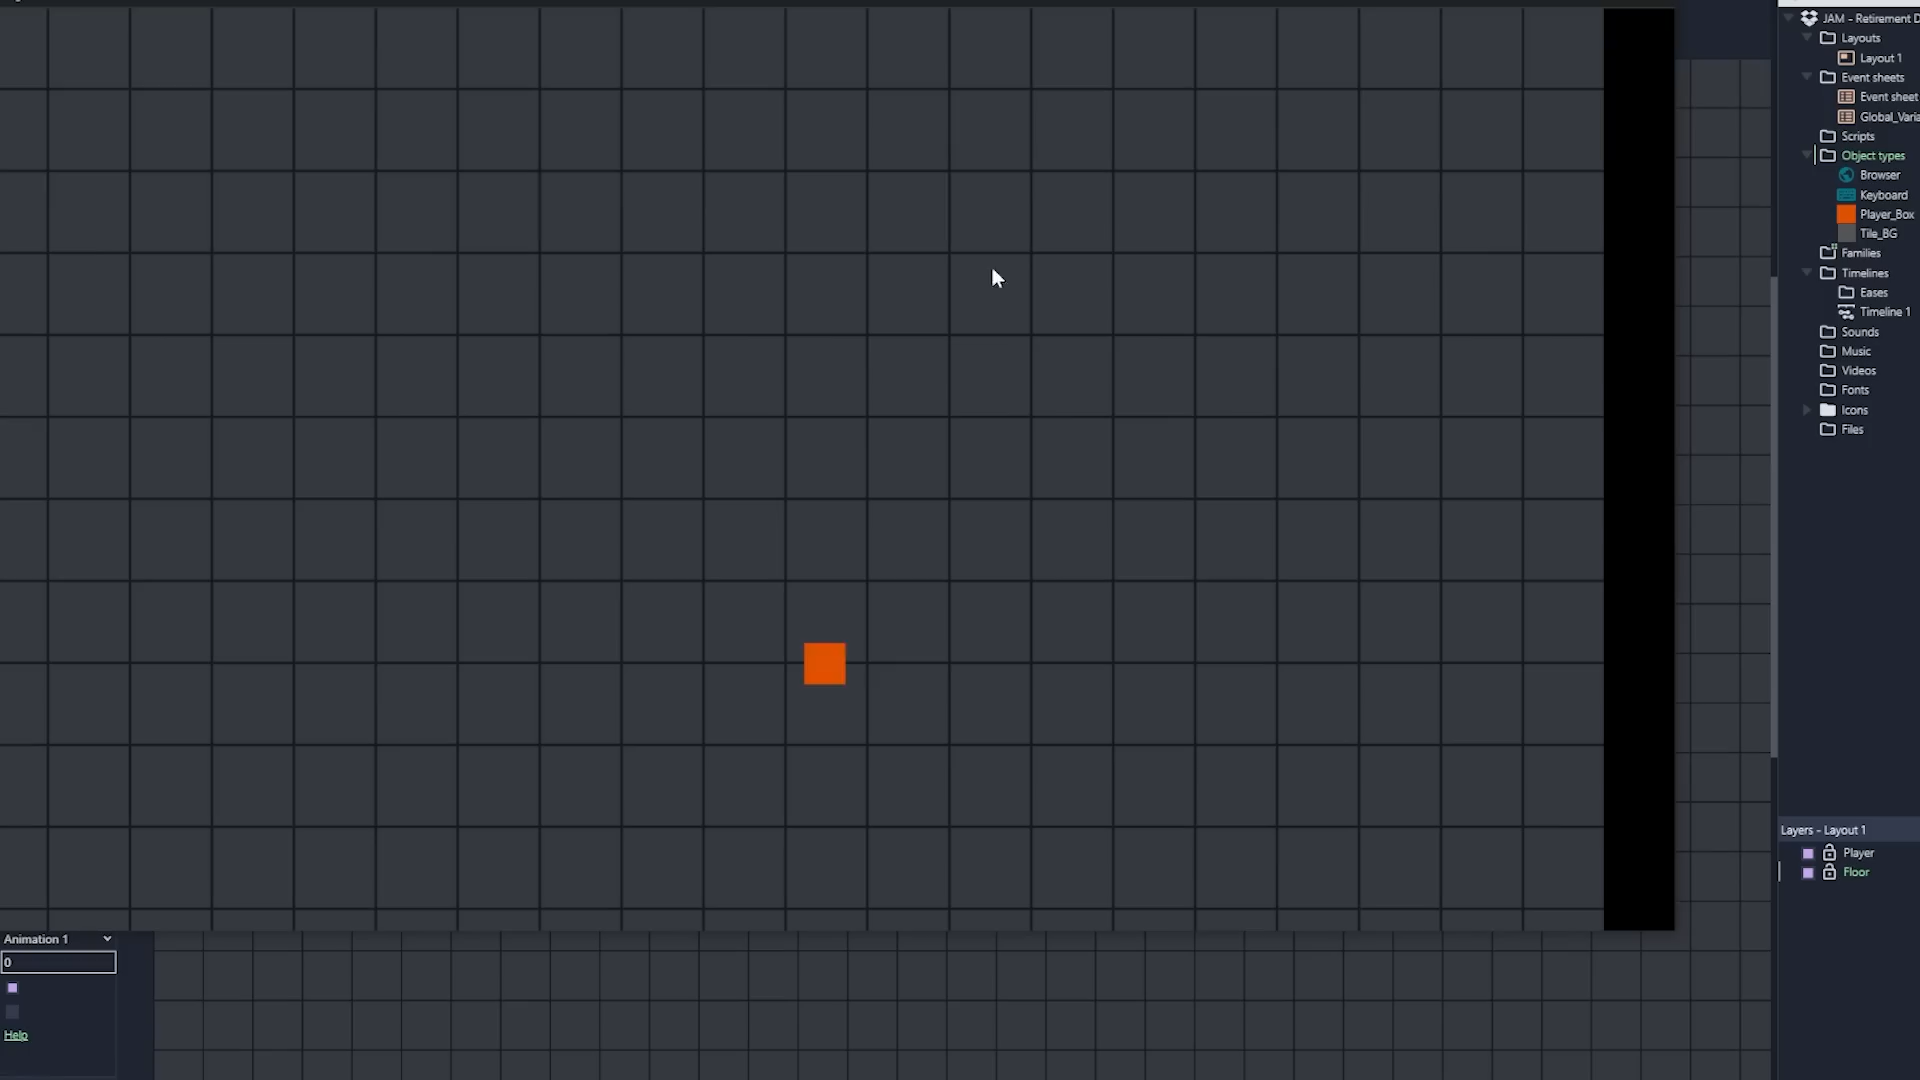 JAM - Retirement D
Layouts
Layout 1
Event sheets
Event sheet
Global_Varia
Scripts
Object types
Browser
Keyboard
Player_Box
Tile_BG
Families
Timelines
Eases
Timeline 1
Sounds
Music
Videos
Fonts
Icons
Files
Layers - Layout 1
Player
Floor
Animation 1
0
Help